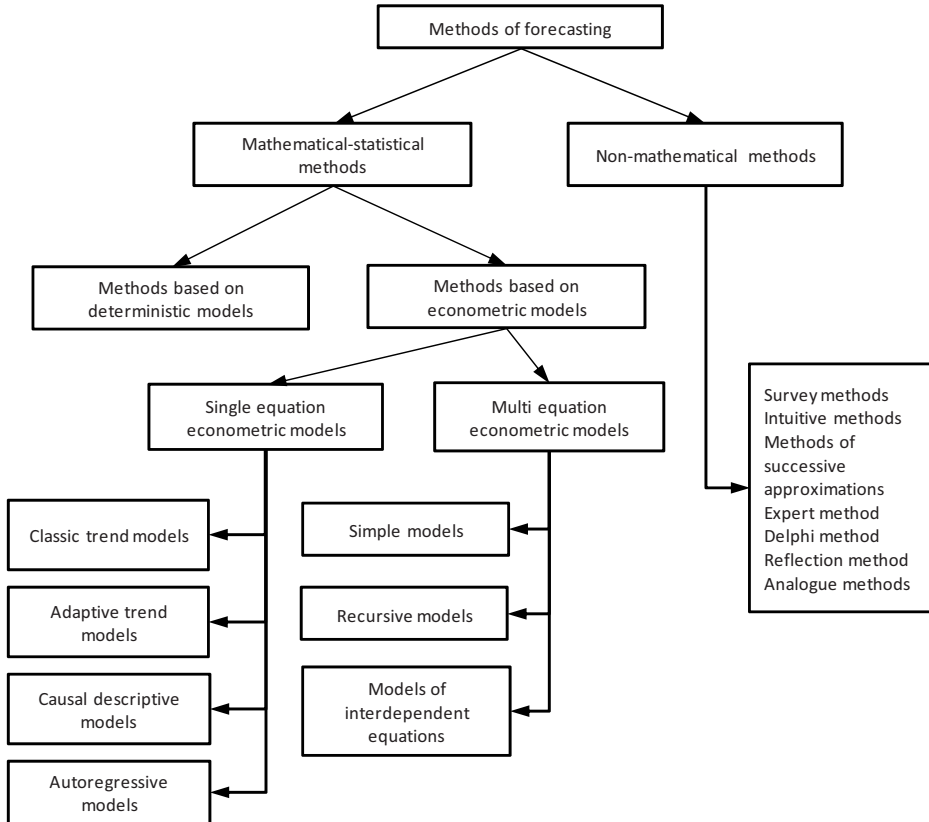 Methods of forecasting
Mathematical-statistical
methods
Non-mathematical methods
Methods based on
deterministic models
Methods based on
econometric models
Single equation
econometric models
Multi equation
econometric models
Classic trend models
Adaptive trend
models
Causal descriptive
models
Autoregressive
models
Simple models
Recursive models
Models of
interdependent
equations
Survey methods
Intuitive methods
Methods of
successive
approximations
Expert method
Delphi method
Reflection method
Analogue methods